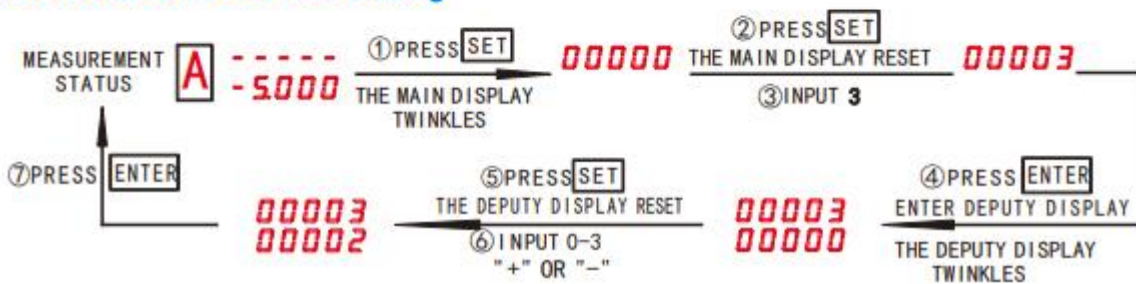 MEASUREMENT
STATUS
A
-----
-5.000
①PRESS SET
THE MAIN DISPLAY
TWINKLES
00000
②PRESS SET
THE MAIN DISPLAY RESET
③INPUT 3
00003
④PRESS ENTER
ENTER DEPUTY DISPLAY
THE DEPUTY DISPLAY
TWINKLES
00003
00000
⑤PRESS SET
THE DEPUTY DISPLAY RESET
⑥INPUT 0-3
"+" OR "-"
00003
00002
⑦PRESS ENTER